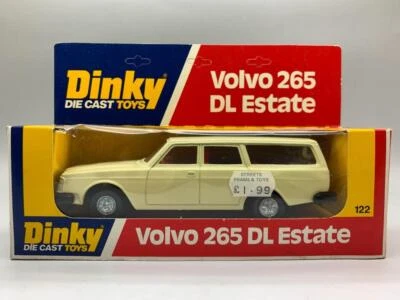 Dinky
DIE CAST TOYS
Volvo 265
DL Estate
STREETS
PRAMS & TOYS
£1.99
122
Dinky
DIE CAST TOYS
Volvo 265 DL Estate